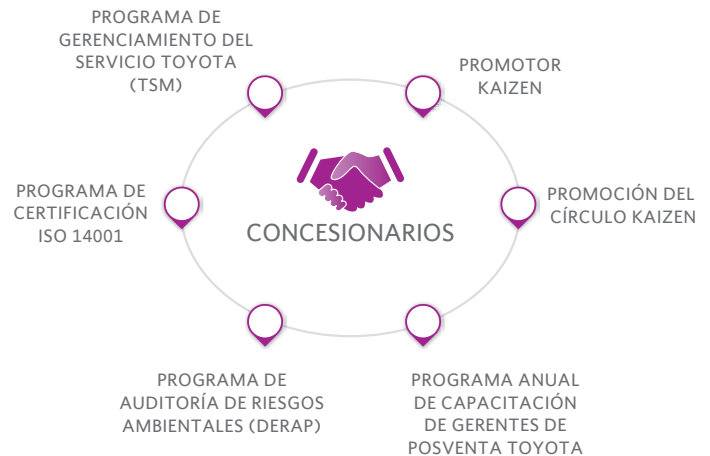 PROGRAMA DE
GERENCIAMIENTO DEL
SERVICIO TOYOTA
(TSM)
PROMOTOR
KAIZEN
PROGRAMA DE
CERTIFICACIÓN
ISO 14001
CONCESIONARIOS
PROMOCIÓN DEL
CÍRCULO KAIZEN
PROGRAMA DE
AUDITORÍA DE RIESGOS
AMBIENTALES (DERAP)
PROGRAMA ANUAL
DE CAPACITACIÓN
DE GERENTES DE
POSVENTA TOYOTA